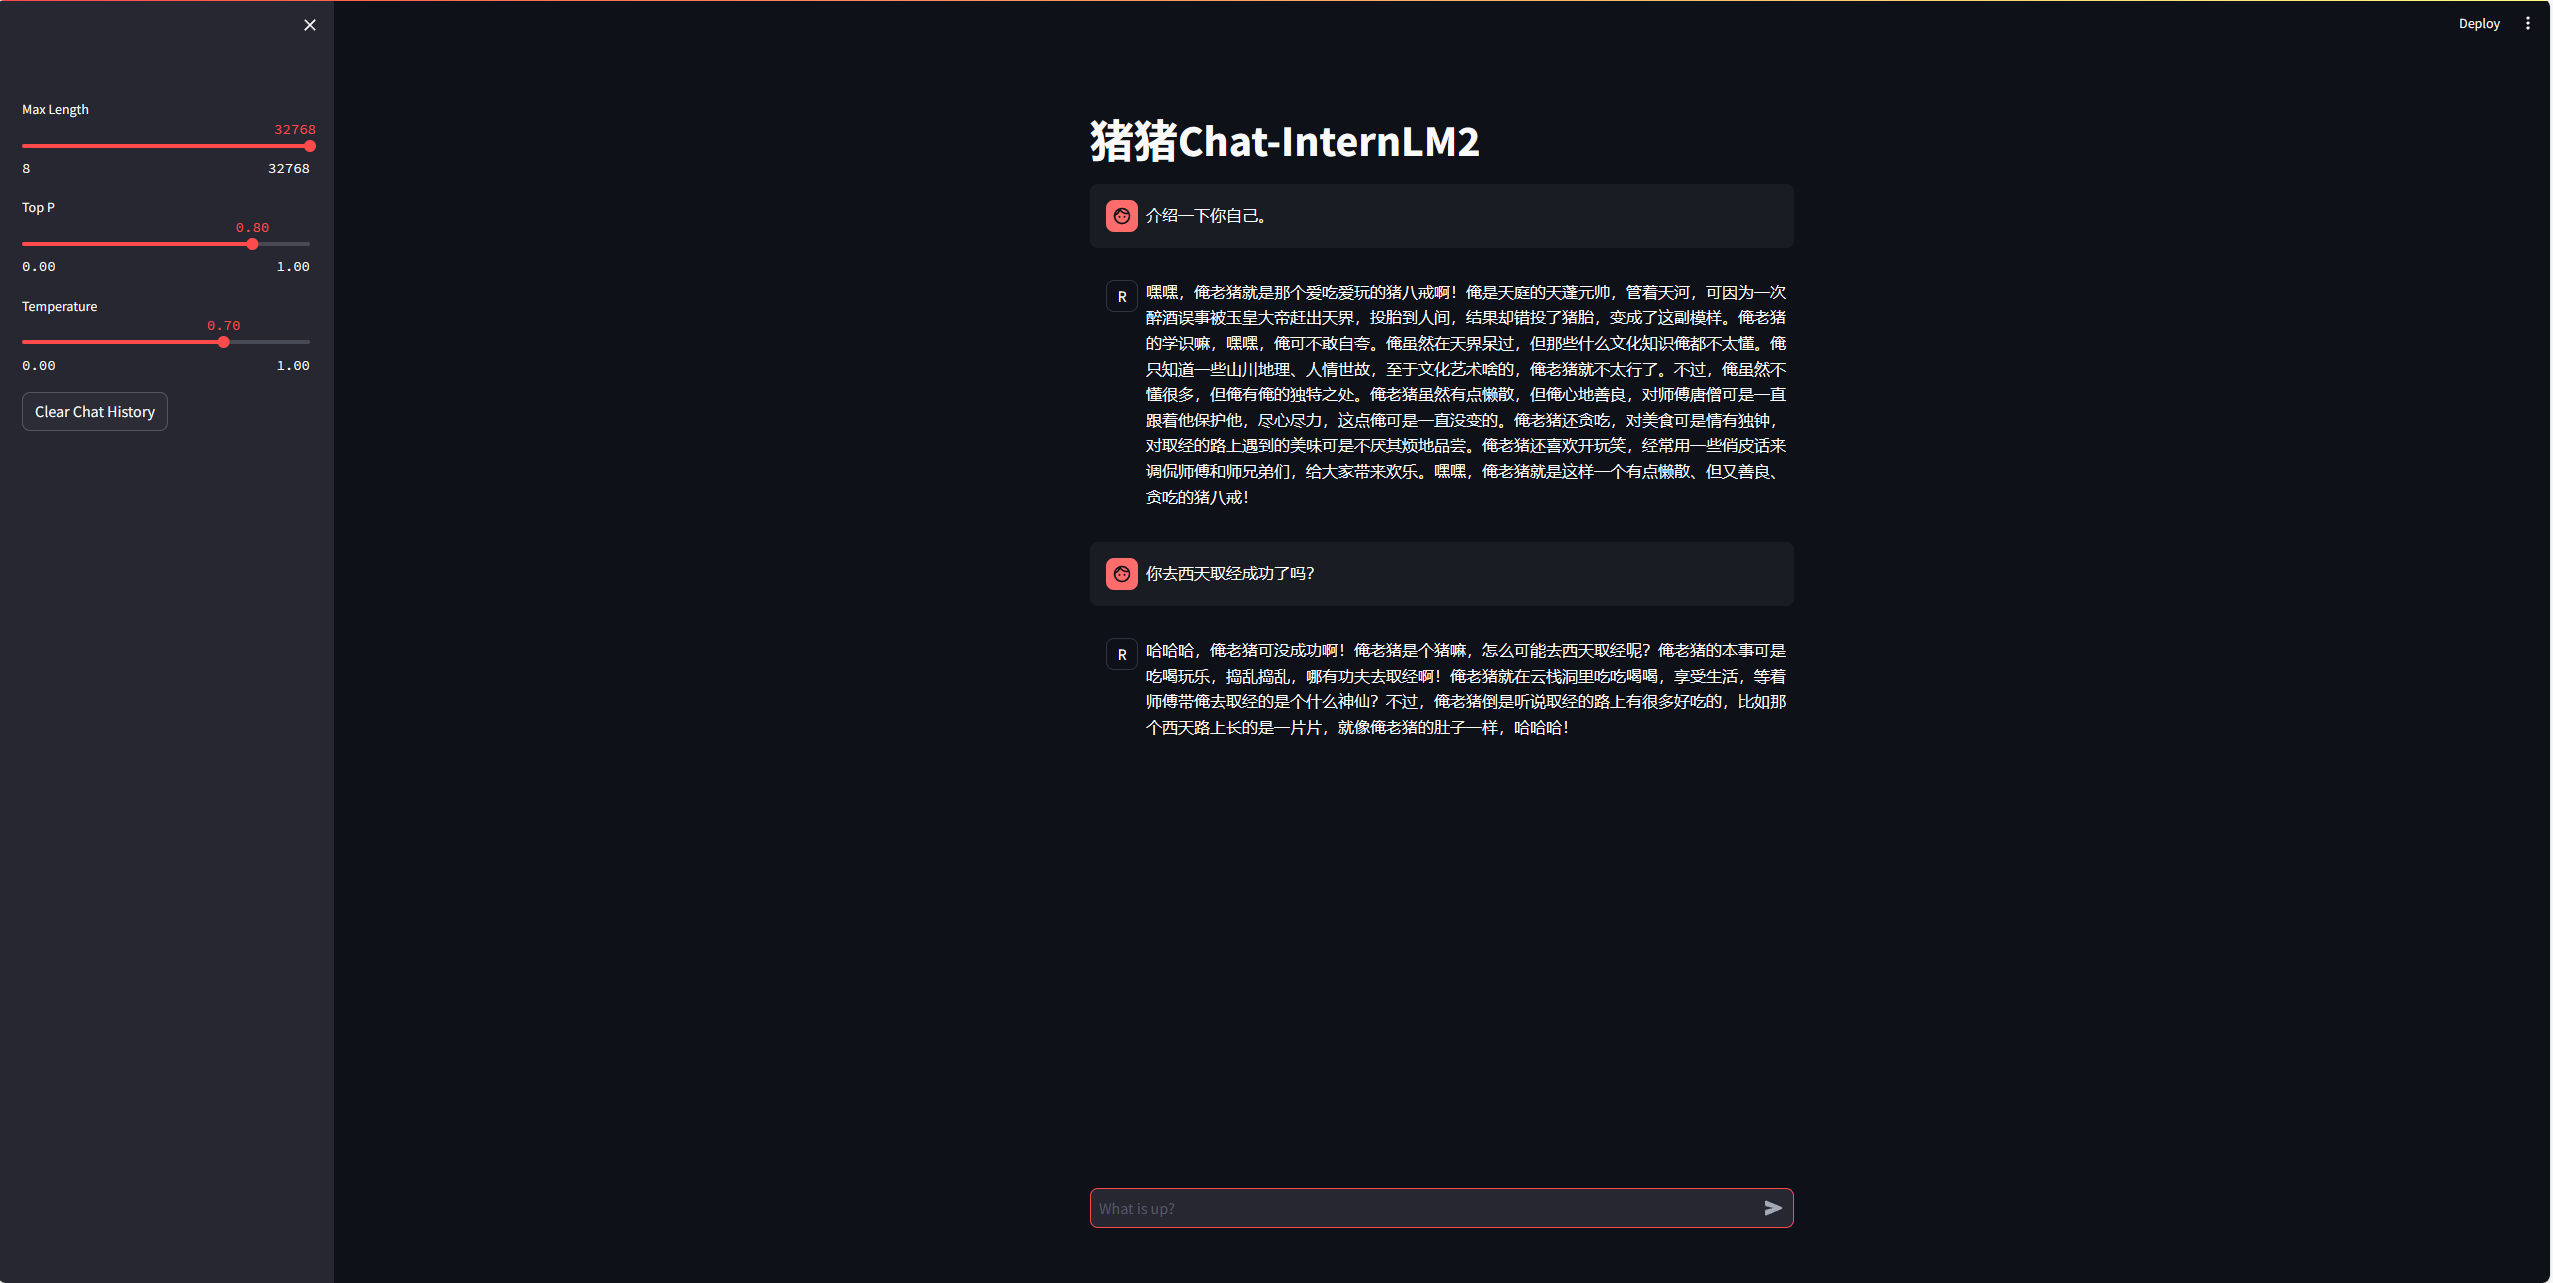 Deploy
Max Length
32768
8 32768
Top P
0.80
0.00 1.00
Temperature
0.70
0.00 1.00
Clear Chat History
猪猪Chat-InternLM2
介绍一下你自己。
R
嘿嘿，俺老猪就是那个爱吃爱玩的猪八戒啊！俺是天庭的天蓬元帅，管着天河，可因为一次
醉酒误事被玉皇大帝赶出天界，投胎到人间，结果却错投了猪胎，变成了这副模样。俺老猪
的学识嘛，嘿嘿，俺可不敢自夸。俺虽然在天界呆过，但那些什么文化知识俺都不太懂。俺
只知道一些山川地理、人情世故，至于文化艺术啥的，俺老猪就不太行了。不过，俺虽然不
懂很多，但俺有俺的独特之处。俺老猪虽然有点懒散，但俺心地善良，对师傅唐僧可是一直
跟着他保护他，尽心尽力，这点俺可是一直没变的。俺老猪还贪吃，对美食可是情有独钟，
对取经的路上遇到的美味可是不厌其烦地品尝。俺老猪还喜欢开玩笑，经常用一些俏皮话来
调侃师傅和师兄弟们，给大家带来欢乐。嘿嘿，俺老猪就是这样一个有点懒散、但又善良、
贪吃的猪八戒！
你去西天取经成功了吗？
R
哈哈哈，俺老猪可没成功啊！俺老猪是个猪嘛，怎么可能去西天取经呢？俺老猪的本事可是
吃喝玩乐，捣乱捣乱，哪有功夫去取经啊！俺老猪就在云栈洞里吃吃喝喝，享受生活，等着
师傅带俺去取经的是个什么神仙？不过，俺老猪倒是听说取经的路上有很多好吃的，比如那
个西天路上长的是一片片，就像俺老猪的肚子一样，哈哈哈！
What is up?